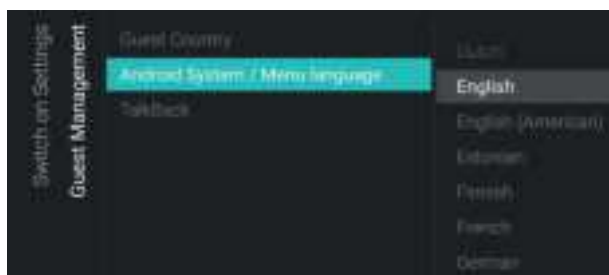 Switch on Settings
Guest Management
Guest Country
Android System / Menu language
TalkBack
Dutch
English
English (American)
Estonian
Finnish
French
German